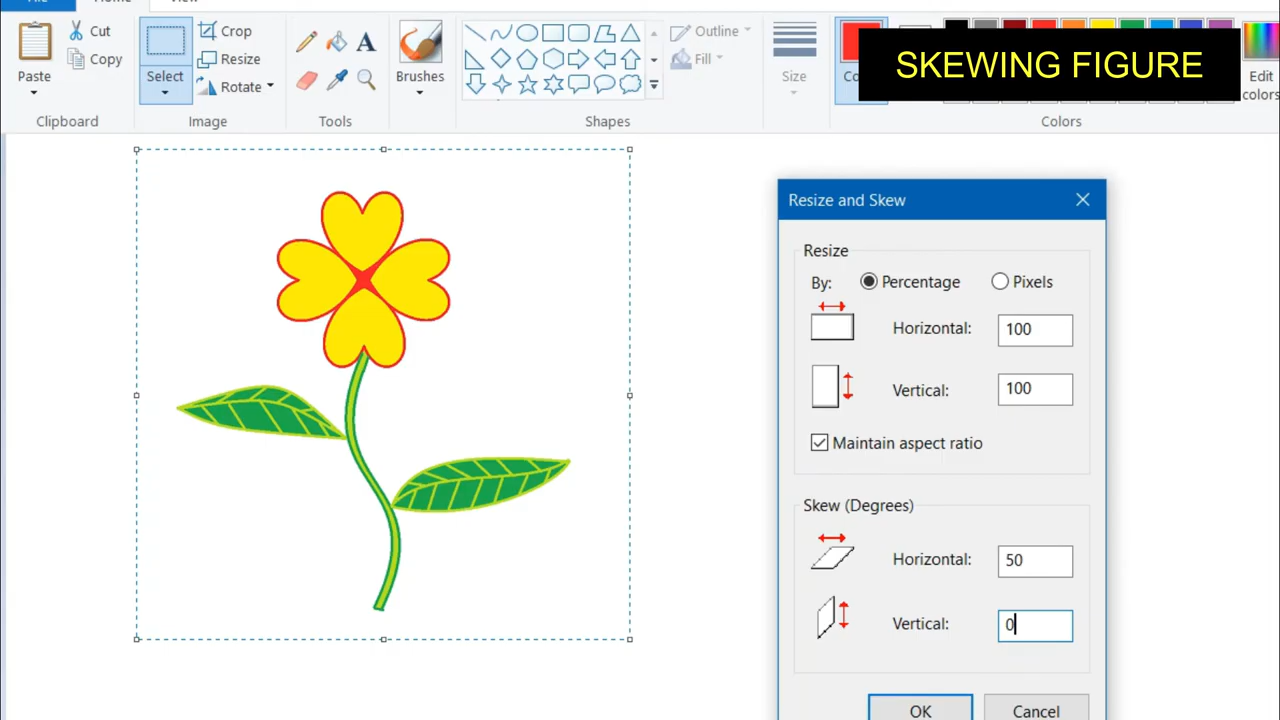 Cut
Crop
Copy
Resize
Paste
Select
Rotate
Brushes
Outline
Fill
Size
Edit
colors
SKEWING FIGURE
Clipboard
Image
Tools
Shapes
Colors
Resize and Skew
Resize
By: Percentage Pixels
Horizontal: 100
Vertical: 100
Maintain aspect ratio
Skew (Degrees)
Horizontal: 50
Vertical: 0
OK Cancel